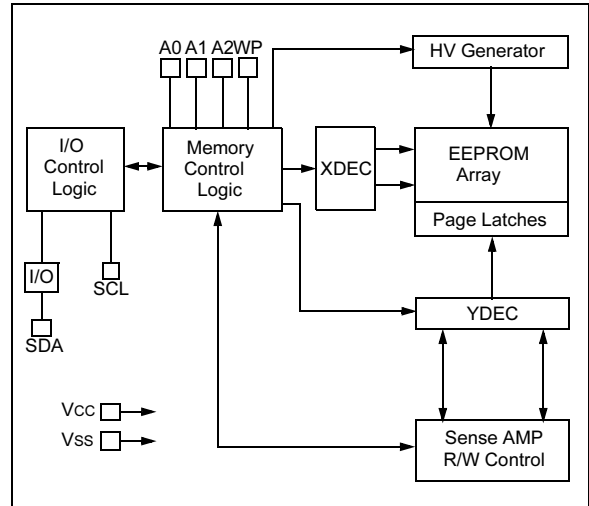 A0 A1 A2 WP
HV Generator
I/O
Control
Logic
Memory
Control
Logic
XDEC
EEPROM
Array
Page Latches
I/O
SCL
SDA
YDEC
Vcc
Vss
Sense AMP
R/W Control